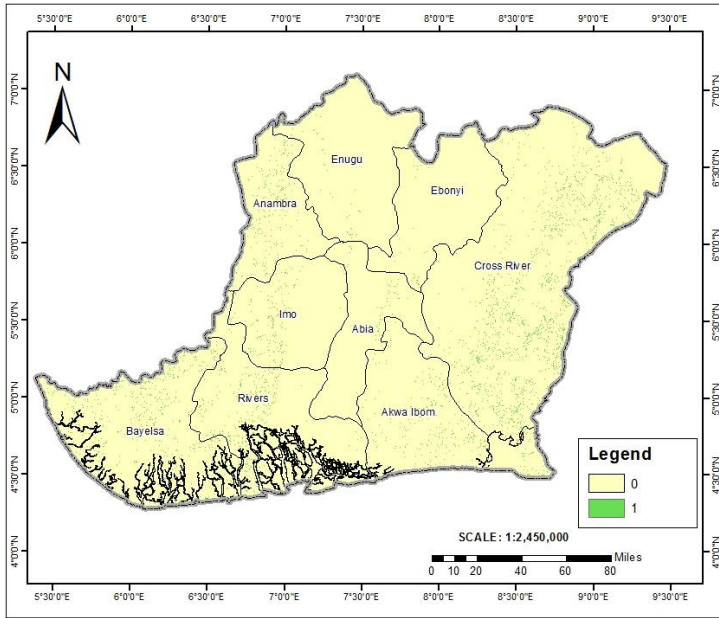 5°30'0"E 6°0'0"E 6°30'0"E 7°0'0"E 7°30'0"E 8°0'0"E 8°30'0"E 9°0'0"E 9°30'0"E
N
7°0'0"N 7°0'0"N
Enugu
6°30'0"N 6°30'0"N
Ebonyi
Anambra
6°0'0"N 6°0'0"N
Cross River
Imo
5°30'0"N 5°30'0"N
Abia
5°0'0"N 5°0'0"N
Rivers
Akwa Ibom
Bayelsa
Legend
4°30'0"N 4°30'0"N
0
1
SCALE: 1:2,450,000
4°0'0"N 4°0'0"N
Miles
0 10 20 40 60 80
5°30'0"E 6°0'0"E 6°30'0"E 7°0'0"E 7°30'0"E 8°0'0"E 8°30'0"E 9°0'0"E 9°30'0"E